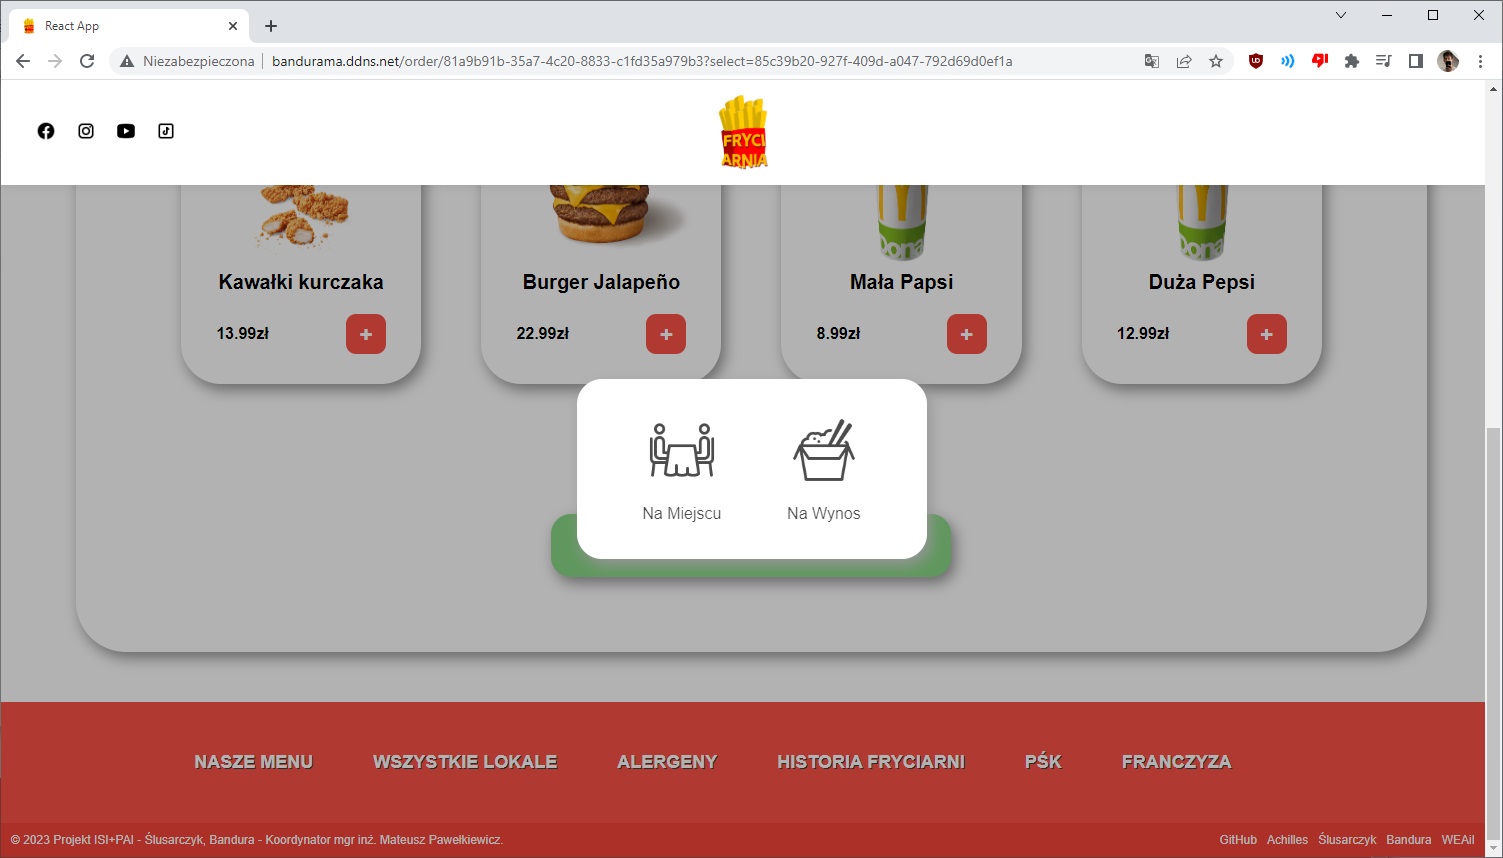 React App
Niezabezpieczona
bandurama.ddns.net/order/81a9b91b-35a7-4c20-8833-c1fd35a979b3?select=85c39b20-927f-409d-a047-792d69d0ef1a
FRYCI
ARNIA
Dona
Dona
Kawałki kurczaka
Burger Jalapeño
Mała Papsi
Duża Pepsi
13.99zł
+
22.99zł
+
8.99zł
+
12.99zł
+
Na Miejscu
Na Wynos
NASZE MENU
WSZYSTKIE LOKALE
ALERGENY
HISTORIA FRYCIARNI
PŚK
FRANCZYZA
© 2023 Projekt ISI+PAI - Ślusarczyk, Bandura - Koordynator mgr inż. Mateusz Pawełkiewicz.
GitHub
Achilles
Ślusarczyk
Bandura
WEAiI